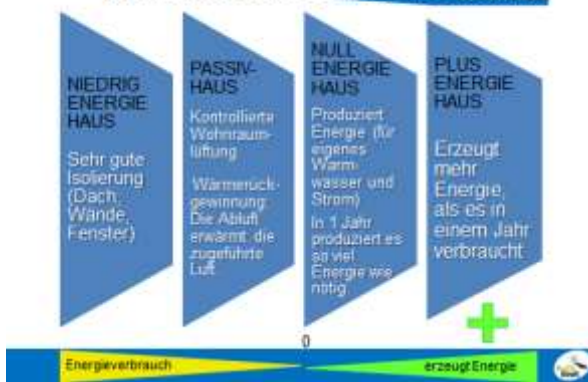 NIEDRIG
ENERGIE
HAUS
Sehr gute
Isolierung
(Dach,
Wände,
Fenster)
PASSIV-
HAUS
Kontrollierte
Wohnraum-
lüftung
Wärmerück-
gewinnung:
Die Abluft
erwärmt die
zugeführte
Luft
NULL
ENERGIE
HAUS
Produziert
Energie (für
eigenes
Warm-
wasser und
Strom)
In 1 Jahr
produziert es
so viel
Energie wie
nötig.
PLUS
ENERGIE
HAUS
Erzeugt
mehr
Energie,
als es in
einem Jahr
verbraucht
0
Energieverbrauch
erzeugt Energie